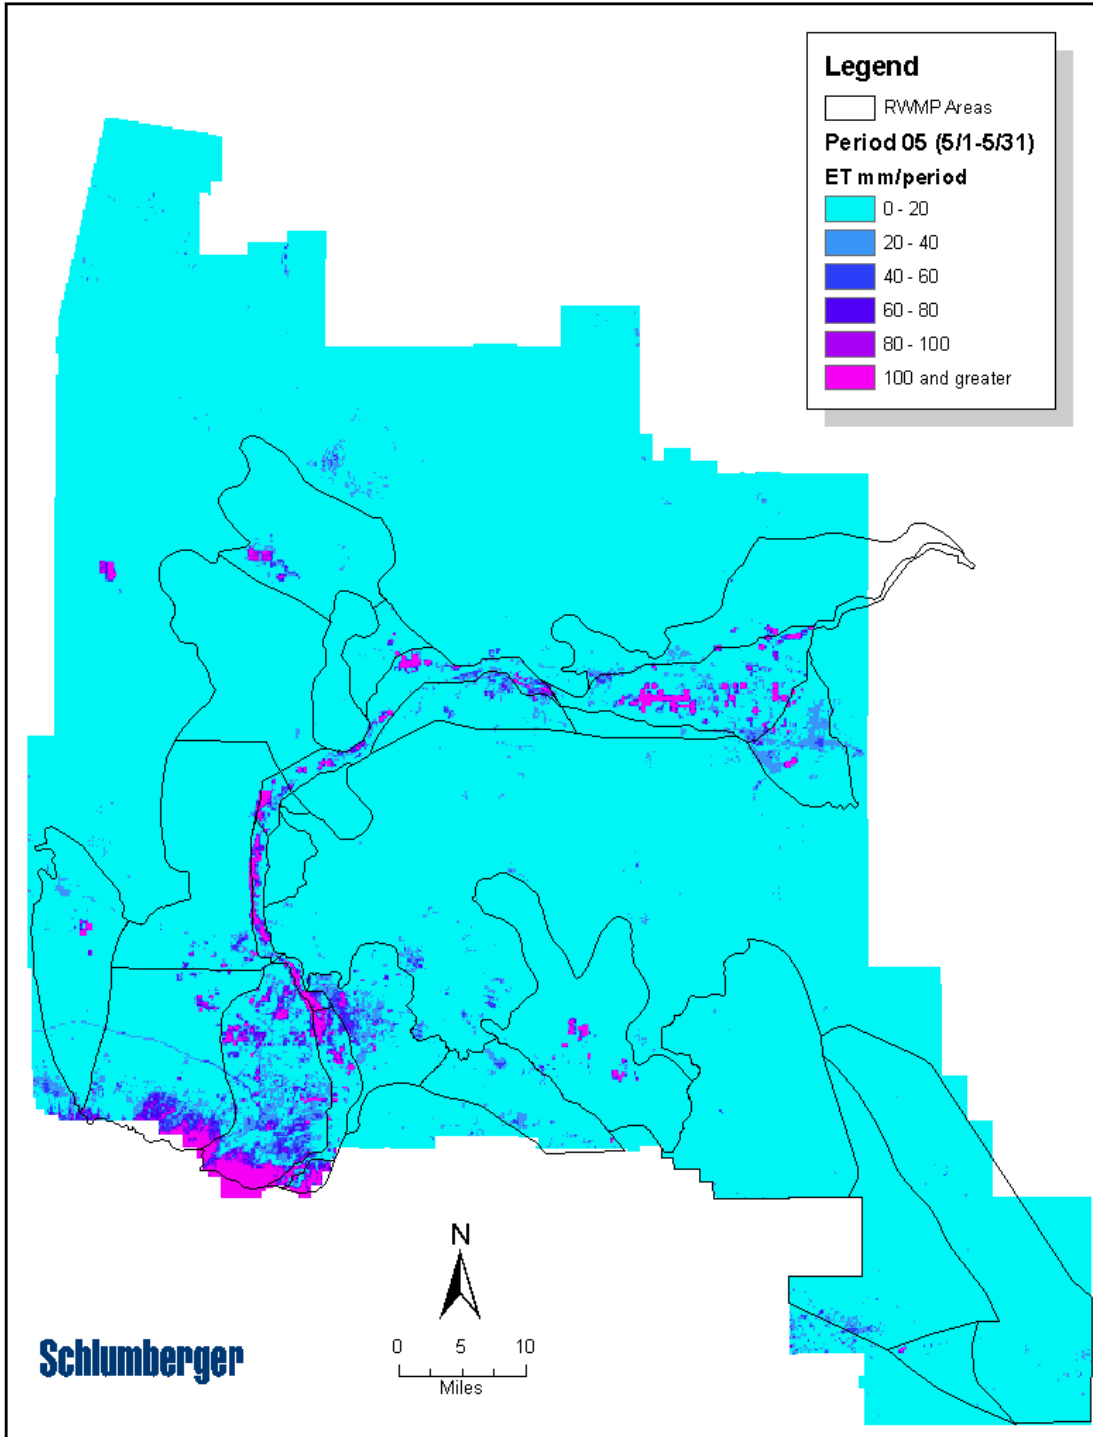 Legend
RWMP Areas
Period 05 (5/1-5/31)
ET mm/period
0 - 20
20 - 40
40 - 60
60 - 80
80 - 100
100 and greater
N
0 5 10
Miles
Schlumberger